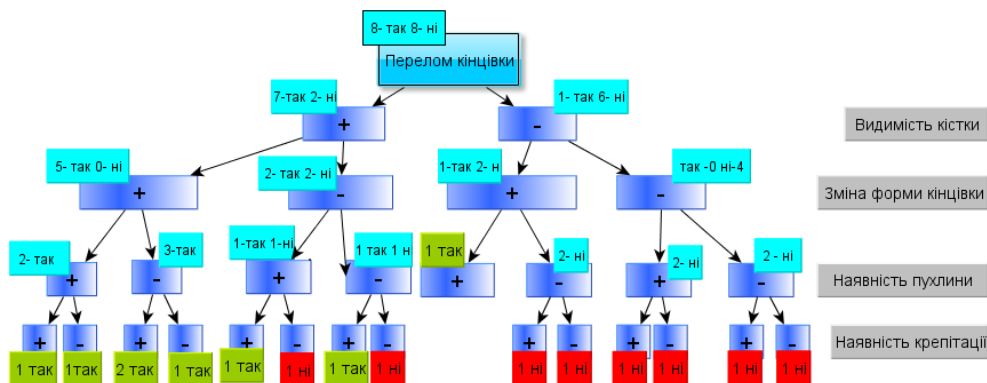 8- так 8- ні
Перелом кінцівки
7-так 2- ні
1- так 6- ні
+
-
Видимість кістки
5- так 0- ні
2- так 2- ні
1-так 2- н
так -0 ні-4
+
-
+
-
Зміна форми кінцівки
2- так
3-так
1-так 1-ні
1 так 1 н
1 так
2- ні
2- ні
2 - ні
+
-
+
-
+
-
+
-
Наявність пухлини
+
-
+
-
+
-
+
-
+
-
+
-
+
-
Наявність крепітації
1 так
1так
2 так
1 так
1 так
1 ні
1 так
1 ні
1 ні
1 ні
1 ні
1 ні
1 ні
1 ні